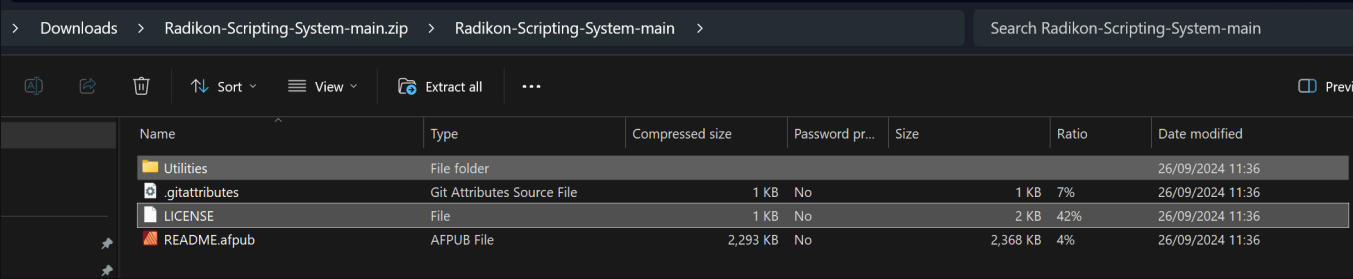 Downloads Radikon-Scripting-System-main.zip Radikon-Scripting-System-main Search Radikon-Scripting-System-main
A Sort View Extract all ... Previ
Name Type Compressed size Password pr... Size Ratio Date modified
Utilities File folder 26/09/2024 11:36
.gitattributes Git Attributes Source File 1 KB No 1 KB 7% 26/09/2024 11:36
LICENSE File 1 KB No 2 KB 42% 26/09/2024 11:36
README.afpub AFPUB File 2,293 KB No 2,368 KB 4% 26/09/2024 11:36